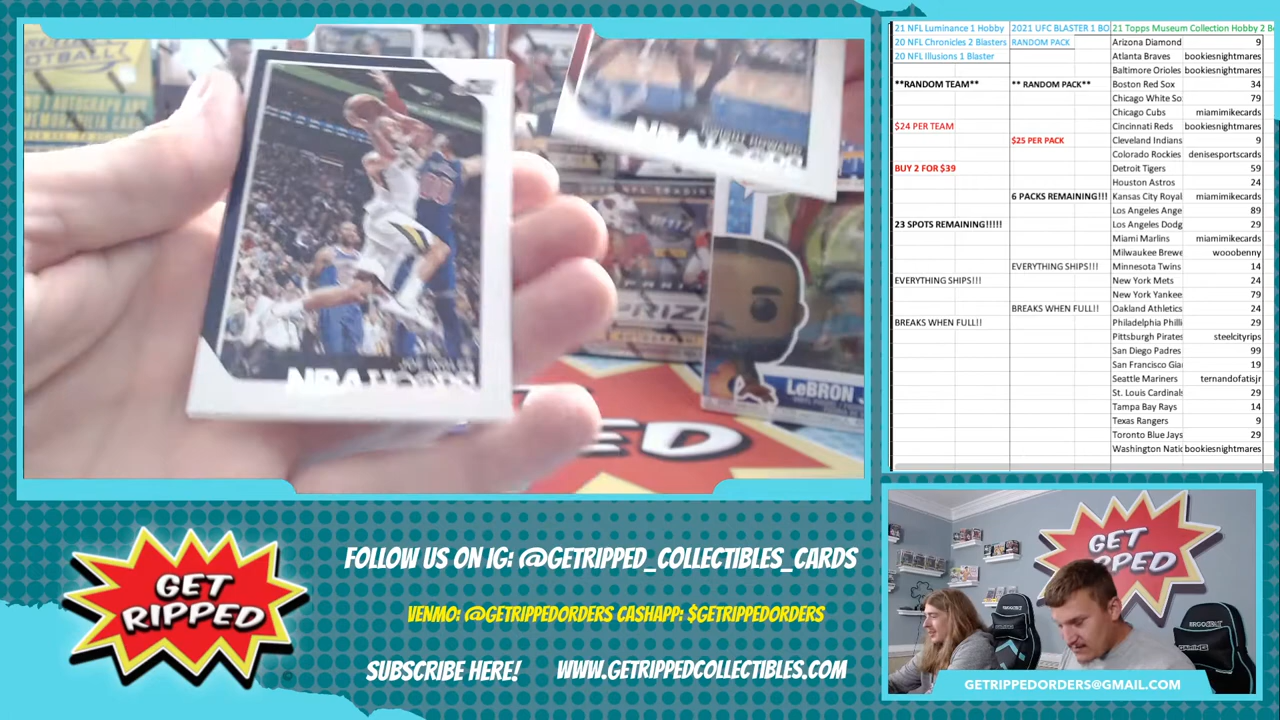 21 NFL Luminance 1 Hobby
20 NFL Chronicles 2 Blasters
20 NFL Illusions 1 Blaster
**RANDOM TEAM**
$24 PER TEAM
BUY 2 FOR $39
23 SPOTS REMAINING!!!!!
EVERYTHING SHIPS!!!
BREAKS WHEN FULL!!
2021 UFC BLASTER 1 BO
RANDOM PACK
** RANDOM PACK**
$25 PER PACK
6 PACKS REMAINING!!!
EVERYTHING SHIPS!!!
BREAKS WHEN FULL!!
21 Topps Museum Collection Hobby 2 B
Arizona Diamond 9
Atlanta Braves bookiesnightmares
Baltimore Orioles bookiesnightmares
Boston Red Sox 34
Chicago White So 79
Chicago Cubs miamimikecards
Cincinnati Reds bookiesnightmares
Cleveland Indians 9
Colorado Rockies denisesportscards
Detroit Tigers 59
Houston Astros 24
Kansas City Royal miamimikecards
Los Angeles Ange 89
Los Angeles Dodg 29
Miami Marlins miamimikecards
Milwaukee Brewe wooobenny
Minnesota Twins 14
New York Mets 24
New York Yankee 79
Oakland Athletics 24
Philadelphia Philli 29
Pittsburgh Pirates steelcityrips
San Diego Padres 99
San Francisco Gia 19
Seattle Mariners ternandofatisjr
St. Louis Cardinals 29
Tampa Bay Rays 14
Texas Rangers 9
Toronto Blue Jays 29
Washington Natic bookiesnightmares
NBA HOOPS
LeBRON
GET
RIPPED
FOLLOW US ON IG: @GETRIPPED_COLLECTIBLES_CARDS
VENMO: @GETRIPPEDORDERS CASHAPP: $GETRIPPEDORDERS
SUBSCRIBE HERE! WWW.GETRIPPEDCOLLECTIBLES.COM
GET
RIPPED
GETRIPPEDORDERS@GMAIL.COM